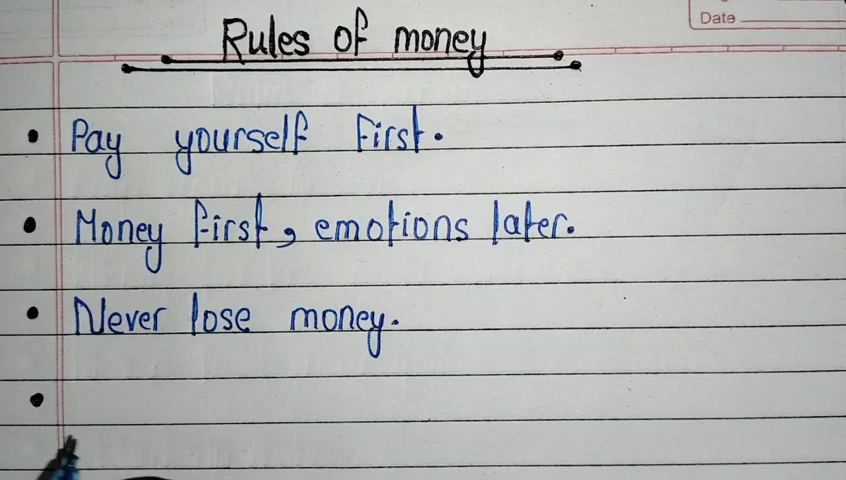 Date
Rules of money
• Pay yourself First.
• Money first, emotions later.
• Never lose money.
•